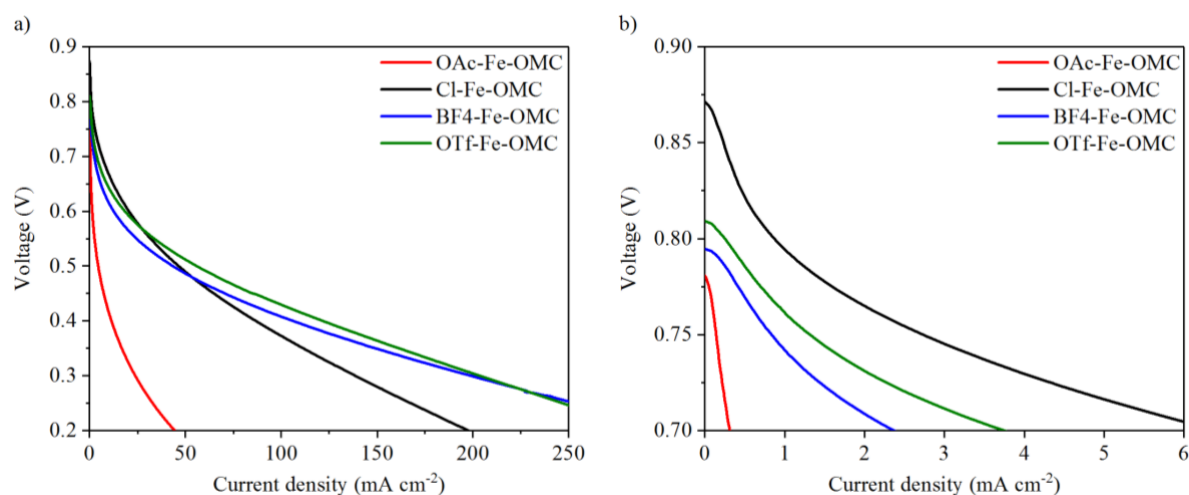 a)
0.9
0.8
0.7
0.6
0.5
0.4
0.3
0.2
Voltage (V)
0
50
100
150
200
250
Current density (mA cm⁻²)
OAc-Fe-OMC
Cl-Fe-OMC
BF4-Fe-OMC
OTf-Fe-OMC
b)
0.90
0.85
0.80
0.75
0.70
Voltage (V)
0
1
2
3
4
5
6
Current density (mA cm⁻²)
OAc-Fe-OMC
Cl-Fe-OMC
BF4-Fe-OMC
OTf-Fe-OMC